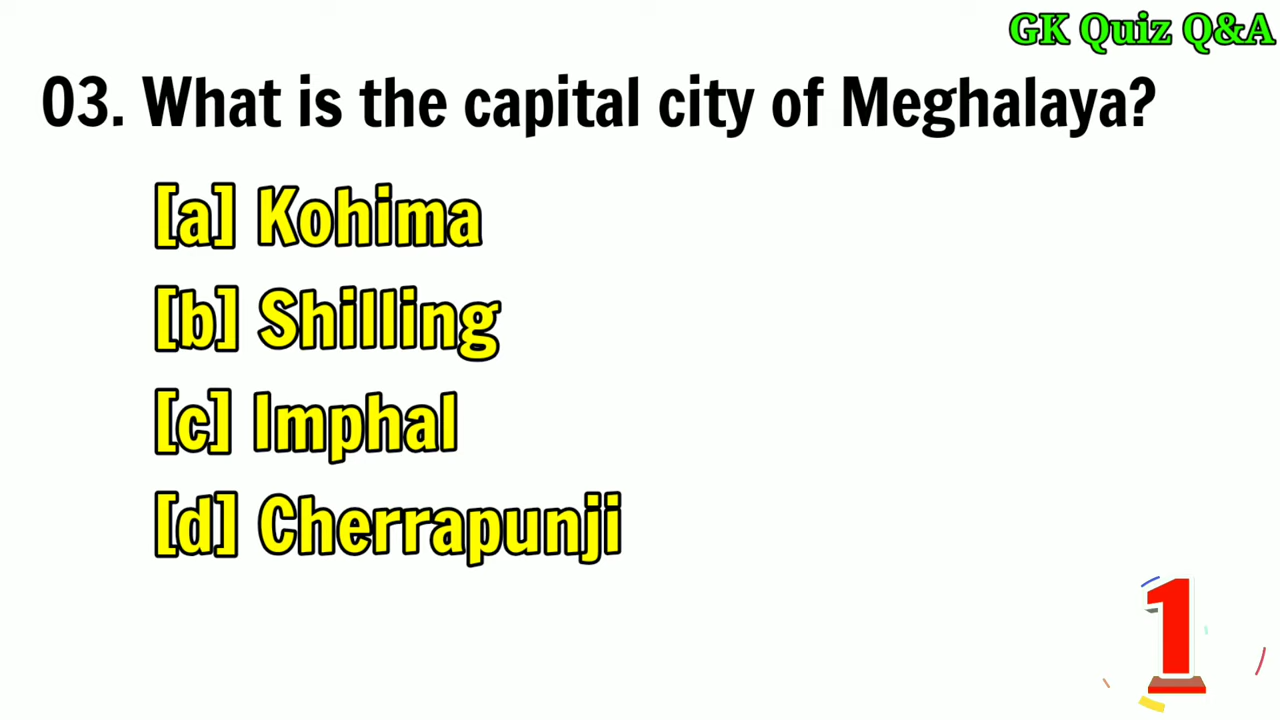 GK Quiz Q&A
03. What is the capital city of Meghalaya?
[a] Kohima
[b] Shilling
[c] Imphal
[d] Cherrapunji
1